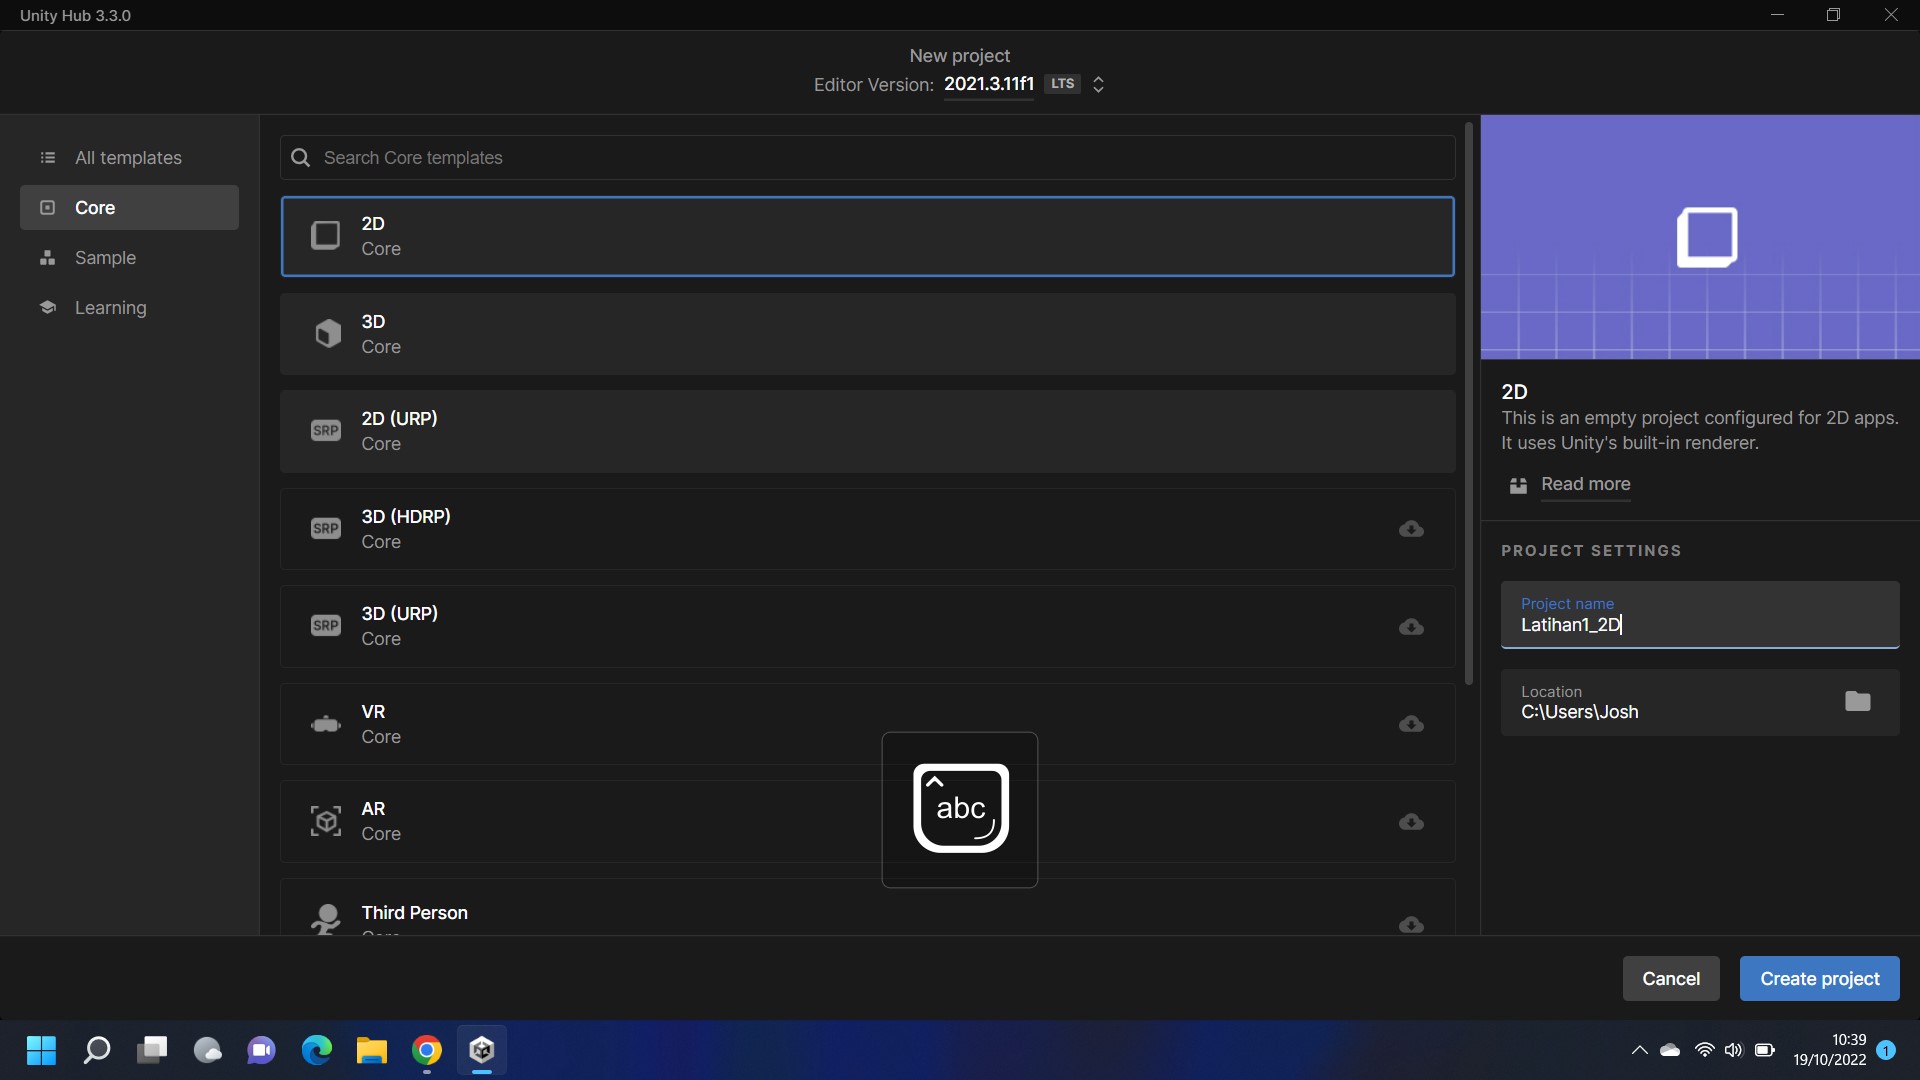 Unity Hub 3.3.0
New project
Editor Version: 2021.3.11f1 LTS
All templates
Core
Sample
Learning
Search Core templates
2D
Core
3D
Core
SRP
2D (URP)
Core
SRP
3D (HDRP)
Core
SRP
3D (URP)
Core
VR
Core
AR
Core
Third Person
Core
abc
2D
This is an empty project configured for 2D apps.
It uses Unity's built-in renderer.
Read more
PROJECT SETTINGS
Project name
Latihan1_2D
Location
C:\Users\Josh
Cancel
Create project
10:39
19/10/2022
1